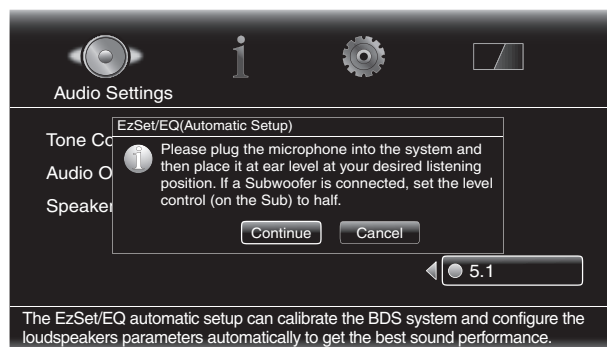 Audio Settings
EzSet/EQ(Automatic Setup)
Tone Co
Please plug the microphone into the system and
then place it at ear level at your desired listening
position. If a Subwoofer is connected, set the level
control (on the Sub) to half.
Audio O
Speaker
Continue
Cancel
5.1
The EzSet/EQ automatic setup can calibrate the BDS system and configure the
loudspeakers parameters automatically to get the best sound performance.